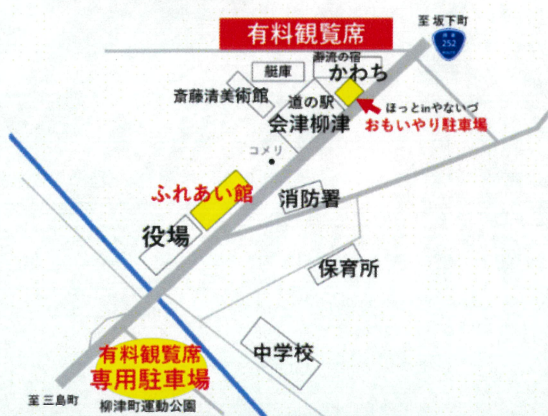 至 坂下町
国道
252
有料観覧席
瀞流の宿
かわち
艇庫
斎藤清美術館
道の駅
会津柳津
ほっとinやないづ
おもいやり駐車場
コメリ
ふれあい館
消防署
役場
保育所
中学校
有料観覧席
専用駐車場
至 三島町
柳津町運動公園